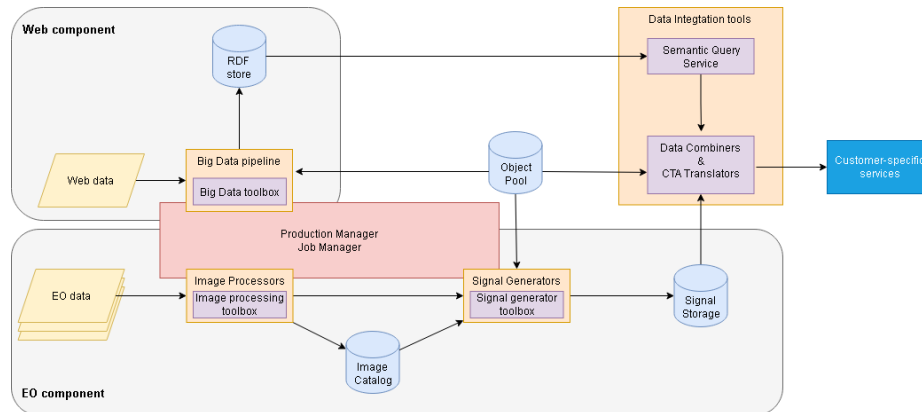 Web component
Data Integtation tools
RDF
store
Semantic Query
Service
Big Data pipeline
Web data
Big Data toolbox
Object
Pool
Data Combiners
&
CTA Translators
Customer-specific
services
Production Manager
Job Manager
EO data
Image Processors
Image processing
toolbox
Signal Generators
Signal generator
toolbox
Signal
Storage
Image
Catalog
EO component